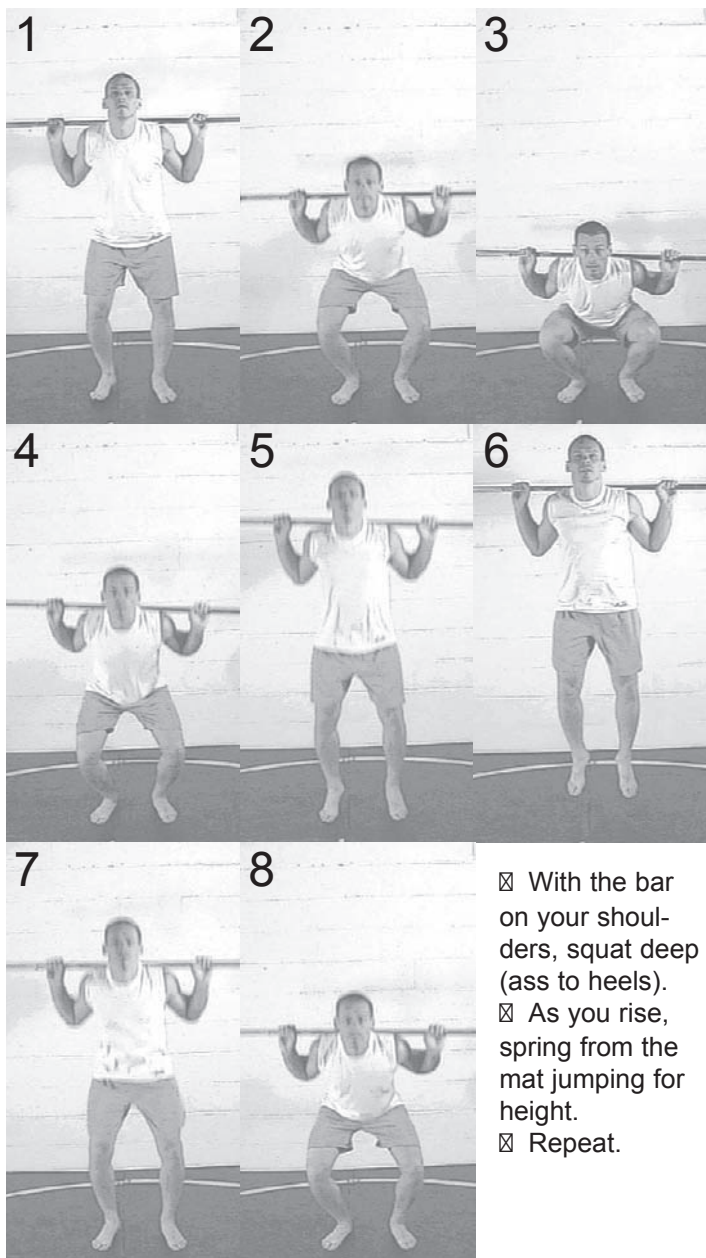 1
2
3
4
5
6
7
8
☒ With the bar
on your shoul-
ders, squat deep
(ass to heels).
☒ As you rise,
spring from the
mat jumping for
height.
☒ Repeat.